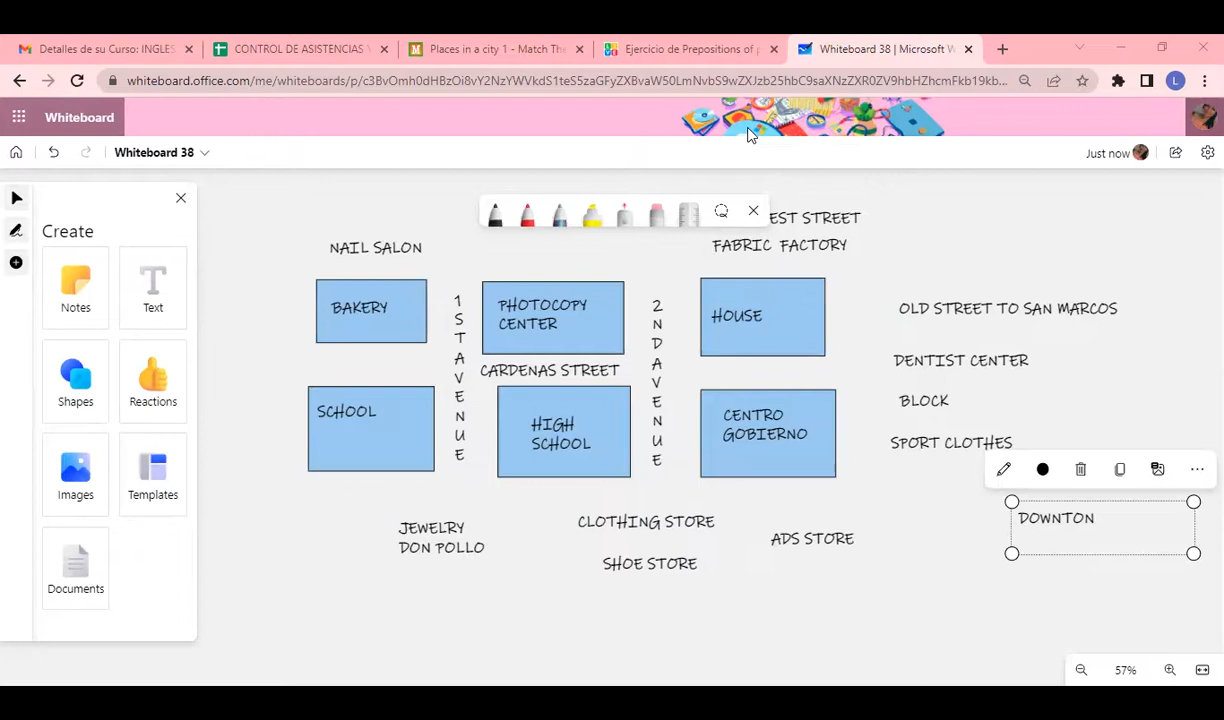 Detalles de su Curso: INGLES
CONTROL DE ASISTENCIAS
Places in a city 1 - Match The
Ejercicio de Prepositions of
Whiteboard 38 | Microsoft W
L
Whiteboard
Whiteboard 38
Just now
Create
Notes
Text
Shapes
Reactions
Images
Templates
Documents
EST STREET
NAIL SALON
FABRIC FACTORY
BAKERY
1
S
T
A
V
E
N
U
E
PHOTOCOPY
CENTER
2
N
D
A
V
E
N
U
E
HOUSE
OLD STREET TO SAN MARCOS
CARDENAS STREET
DENTIST CENTER
BLOCK
SCHOOL
HIGH
SCHOOL
CENTRO
GOBIERNO
SPORT CLOTHES
DOWNTON
JEWELRY
DON POLLO
CLOTHING STORE
ADS STORE
SHOE STORE
57%